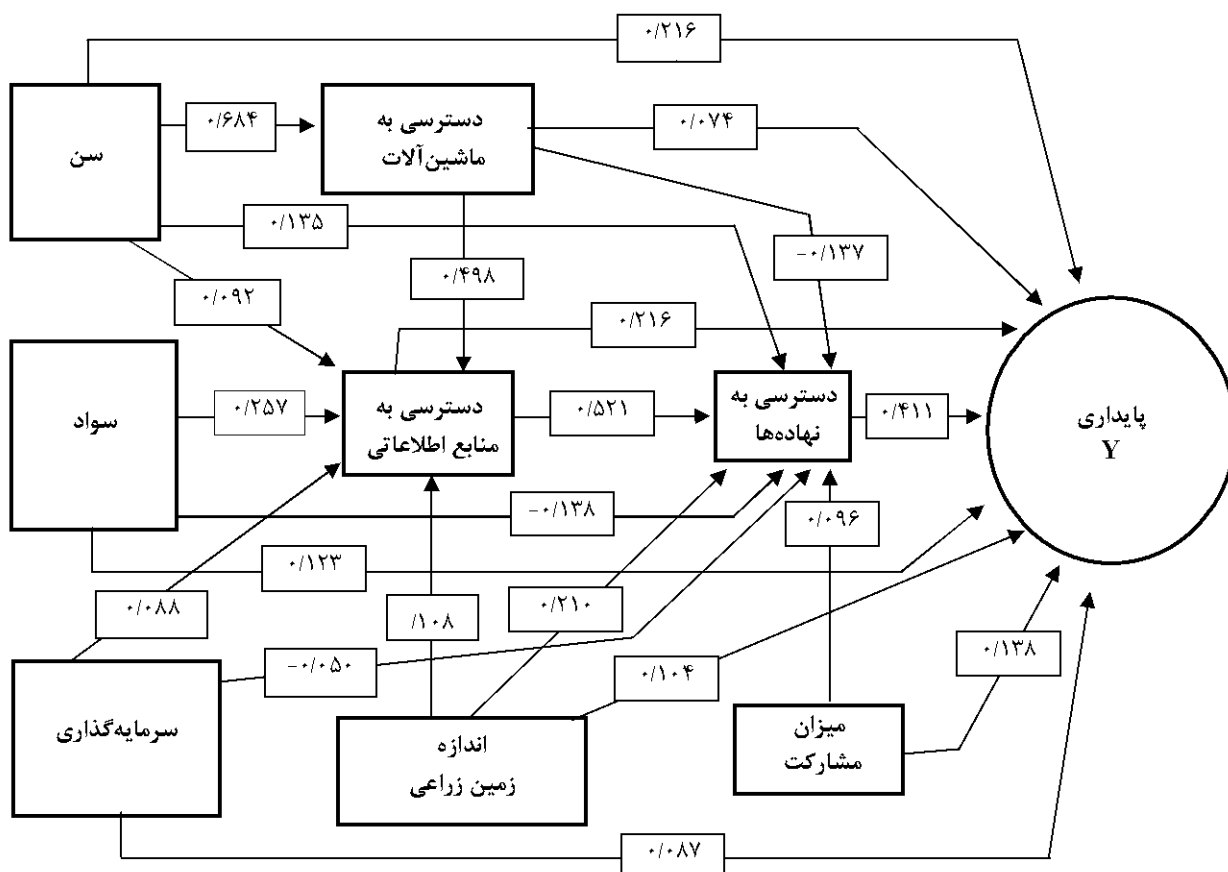 ۰/۲۱۶
سن
۰/۶۸۴
دسترسی به
ماشین‌آلات
۰/۰۷۴
۰/۱۳۵
-۰/۱۳۷
۰/۴۹۸
۰/۰۹۲
۰/۲۱۶
سواد
۰/۲۵۷
دسترسی به
منابع اطلاعاتی
۰/۵۲۱
دسترسی به
نهاده‌ها
۰/۴۱۱
پایداری
Y
-۰/۱۳۸
۰/۰۹۶
۰/۱۲۳
۰/۰۸۸
/۱۰۸
۰/۲۱۰
-۰/۰۵۰
۰/۱۰۴
۰/۱۳۸
سرمایه‌گذاری
اندازه
زمین زراعی
میزان
مشارکت
۰/۰۸۷